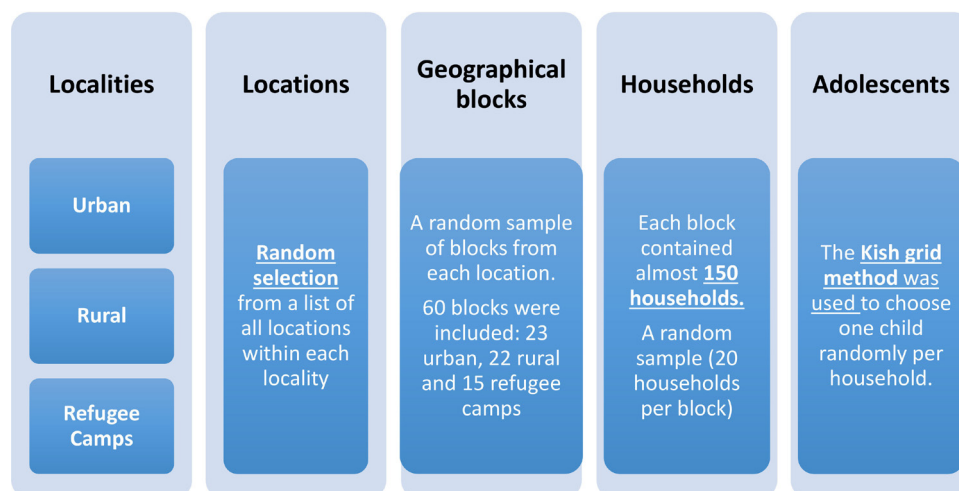 Localities
Urban
Rural
Refugee
Camps
Locations
Random
selection
from a list of
all locations
within each
locality
Geographical
blocks
A random sample
of blocks from
each location.
60 blocks were
included: 23
urban, 22 rural
and 15 refugee
camps
Households
Each block
contained
almost 150
households.
A random
sample (20
households
per block)
Adolescents
The Kish grid
method was
used to choose
one child
randomly per
household.